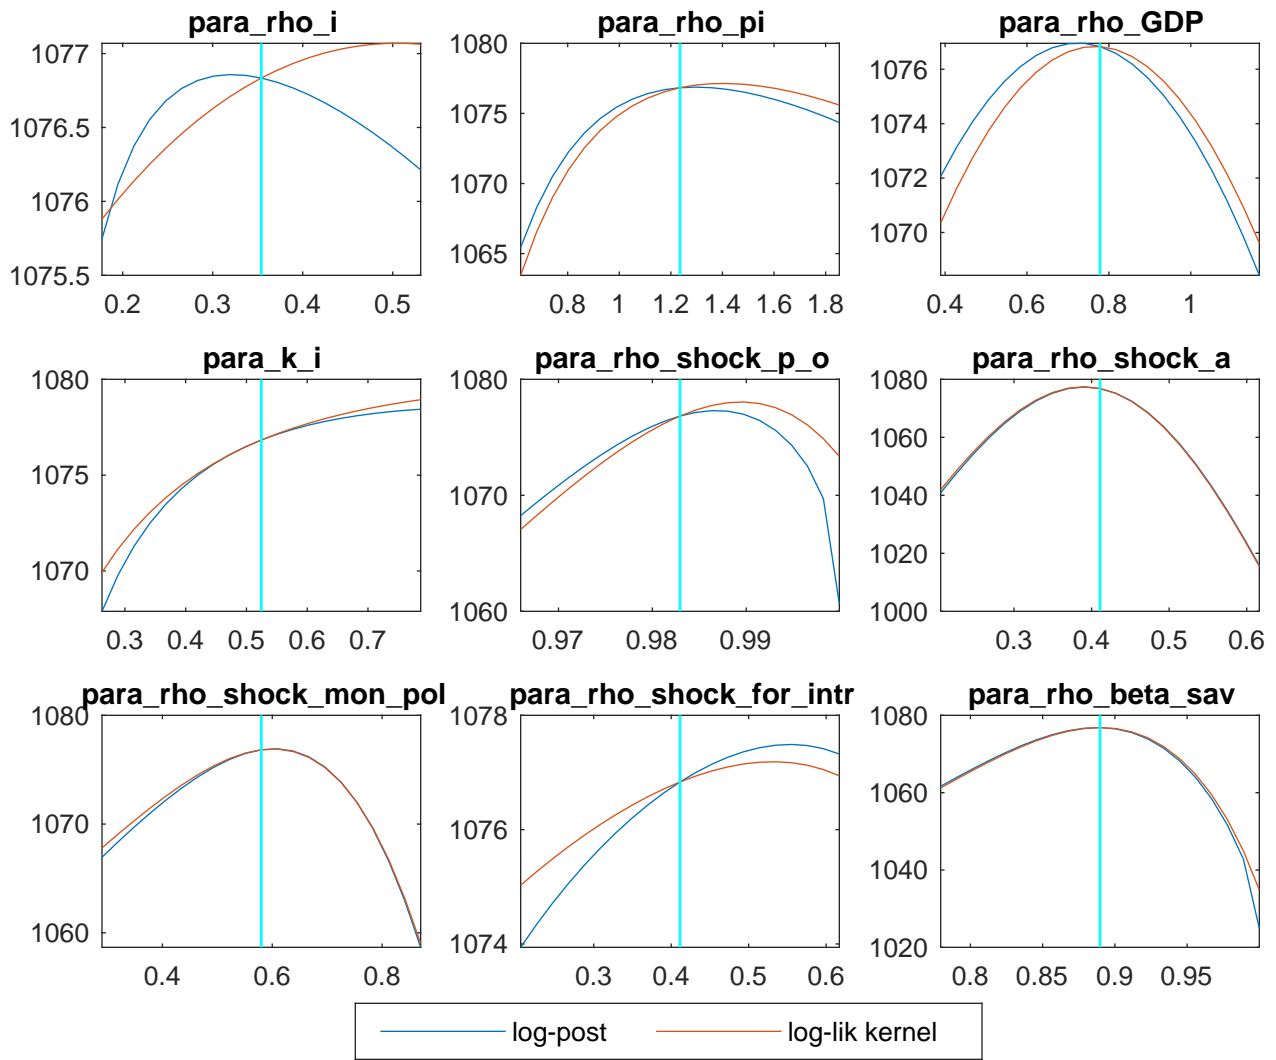 para_rho_i
1077
1076.5
1076
1075.5
0.2 0.3 0.4 0.5
para_rho_pi
1080
1075
1070
1065
0.8 1 1.2 1.4 1.6 1.8
para_rho_GDP
1076
1074
1072
1070
0.4 0.6 0.8 1
para_k_i
1080
1075
1070
0.3 0.4 0.5 0.6 0.7
para_rho_shock_p_o
1080
1070
1060
0.97 0.98 0.99
para_rho_shock_a
1080
1060
1040
1020
1000
0.3 0.4 0.5 0.6
para_rho_shock_mon_pol
1080
1070
1060
0.4 0.6 0.8
para_rho_shock_for_intr
1078
1076
1074
0.3 0.4 0.5 0.6
para_rho_beta_sav
1080
1060
1040
1020
0.8 0.85 0.9 0.95
log-post log-lik kernel